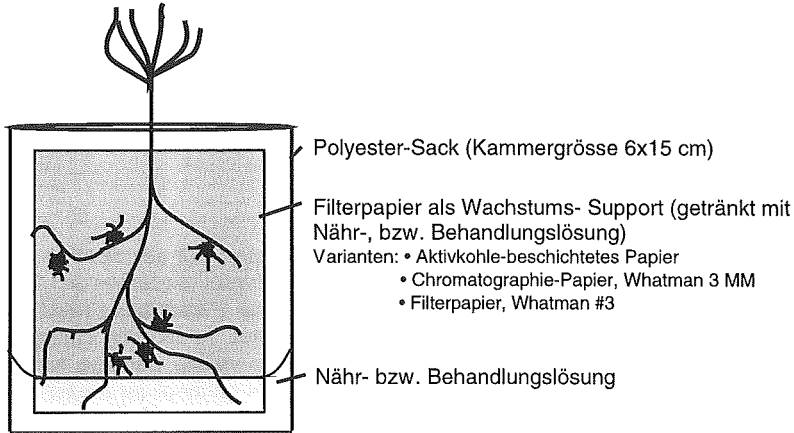 Polyester-Sack (Kammergrösse 6x15 cm)
Filterpapier als Wachstums- Support (getränkt mit
Nähr-, bzw. Behandlungslösung)
Varianten: • Aktivkohle-beschichtetes Papier
• Chromatographie-Papier, Whatman 3 MM
• Filterpapier, Whatman #3
Nähr- bzw. Behandlungslösung